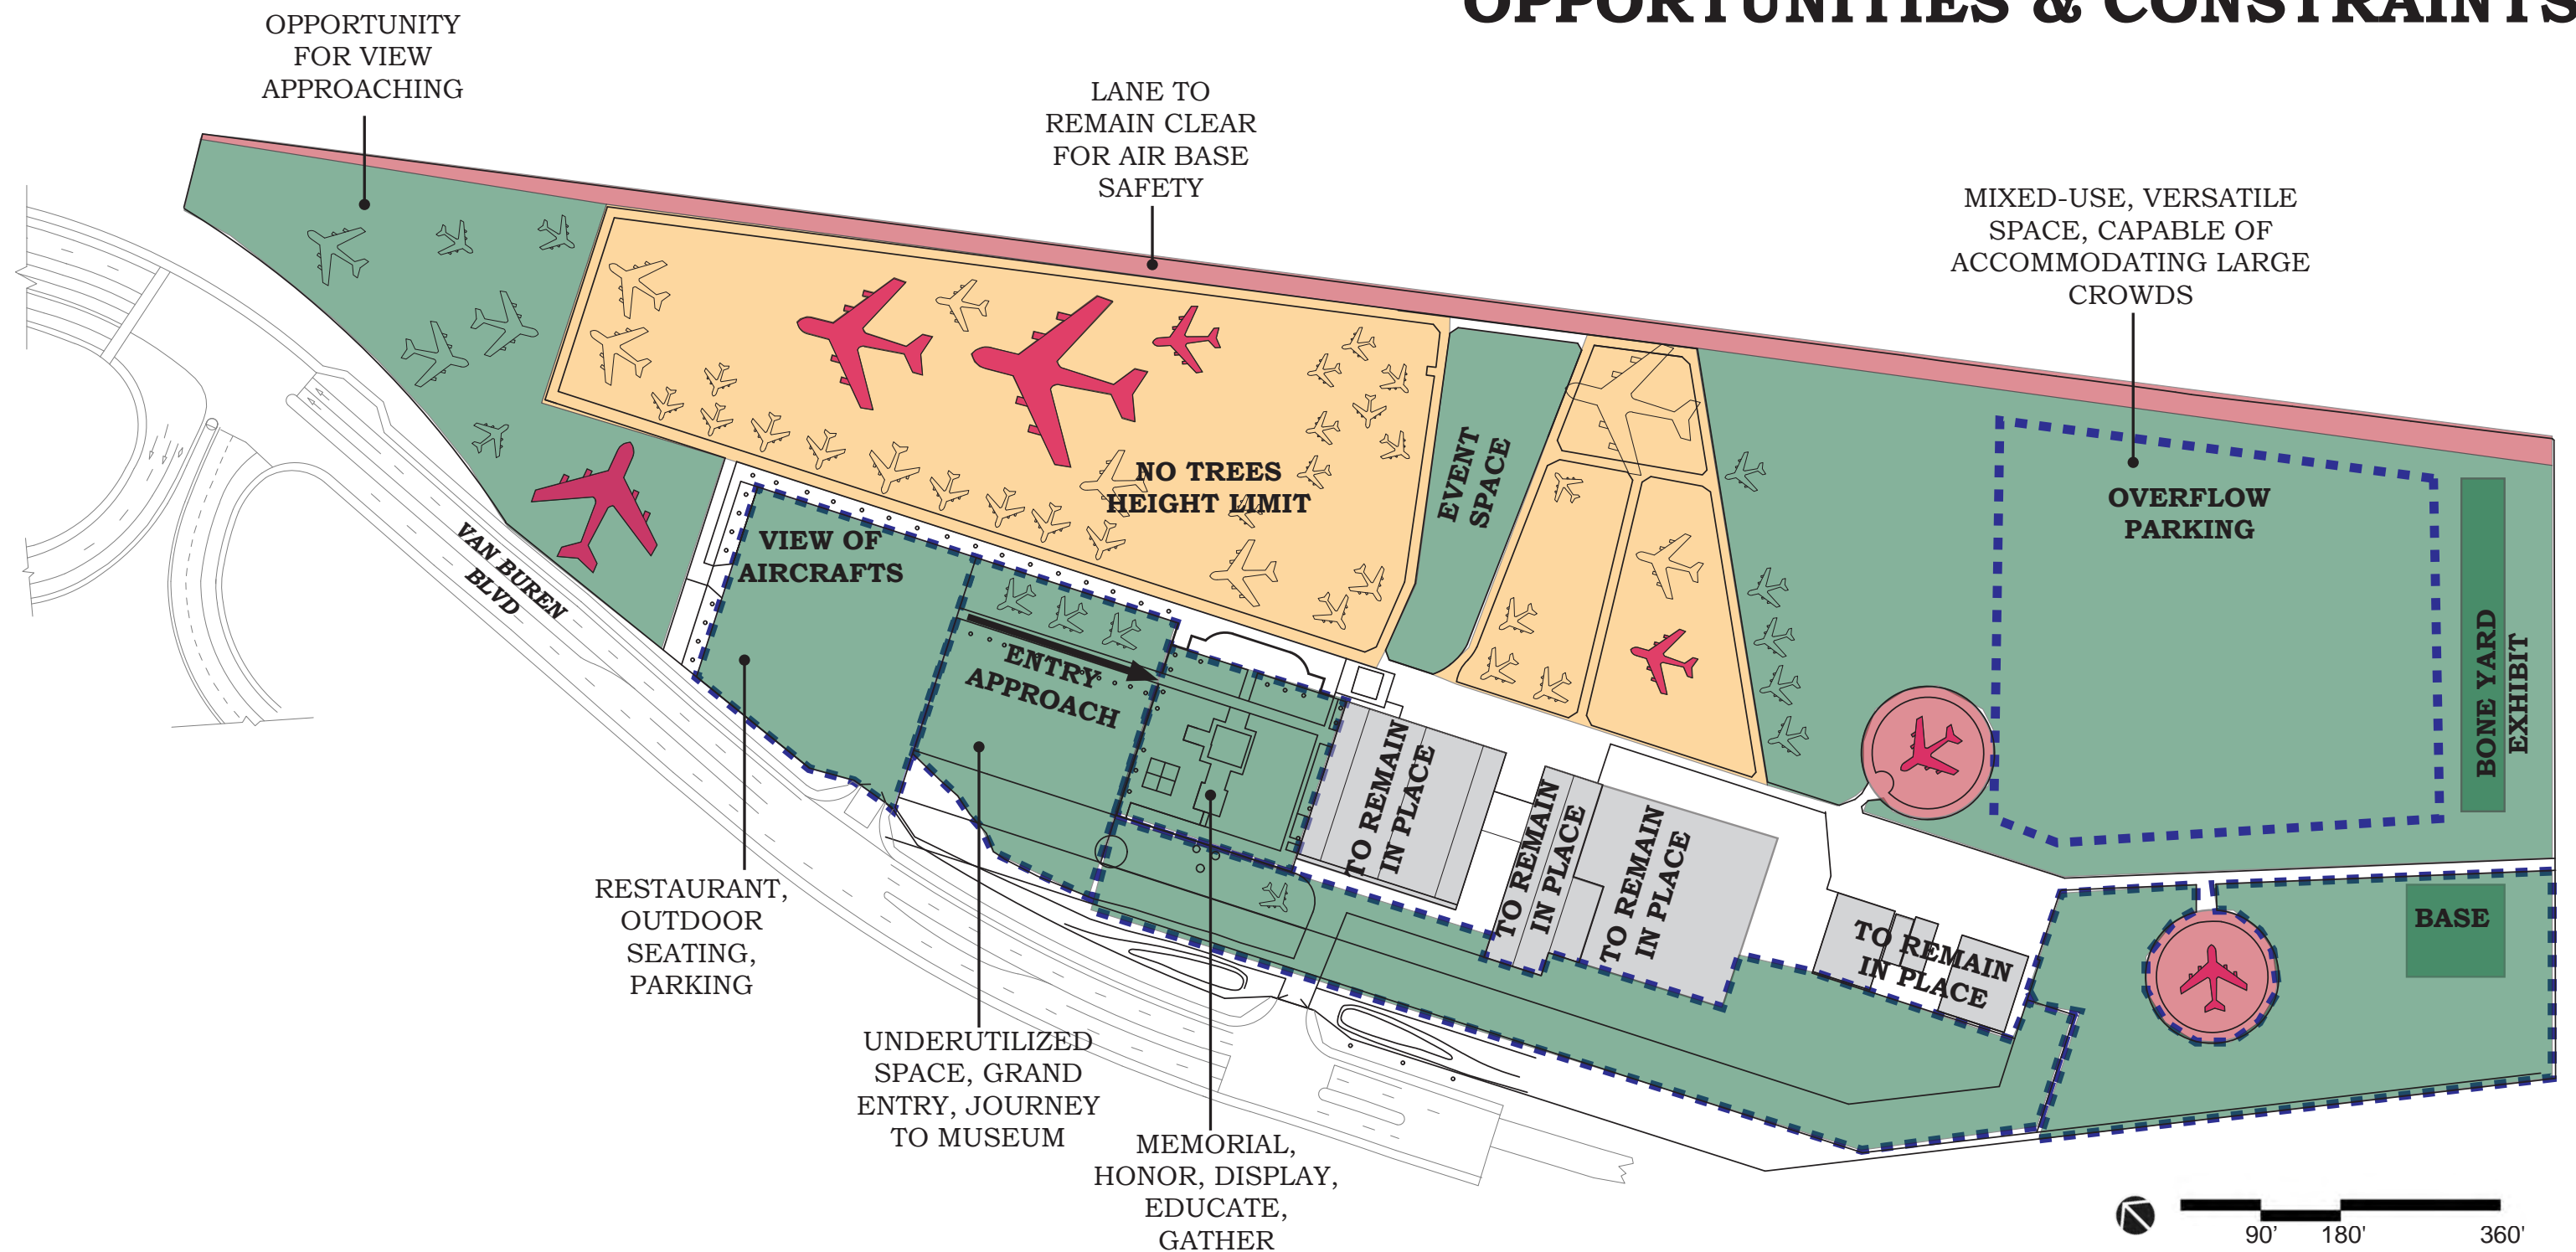 OPPORTUNITIES & CONSTRAINTS
OPPORTUNITY
FOR VIEW
APPROACHING
LANE TO
REMAIN CLEAR
FOR AIR BASE
SAFETY
MIXED-USE, VERSATILE
SPACE, CAPABLE OF
ACCOMMODATING LARGE
CROWDS
NO TREES
HEIGHT LIMIT
EVENT
SPACE
OVERFLOW
PARKING
BONE YARD
EXHIBIT
VIEW OF
AIRCRAFTS
VAN BUREN
BLVD
ENTRY
APPROACH
TO REMAIN
IN PLACE
TO REMAIN
IN PLACE
TO REMAIN
IN PLACE
TO REMAIN
IN PLACE
BASE
RESTAURANT,
OUTDOOR
SEATING,
PARKING
UNDERUTILIZED
SPACE, GRAND
ENTRY, JOURNEY
TO MUSEUM
MEMORIAL,
HONOR, DISPLAY,
EDUCATE,
GATHER
90' 180' 360'